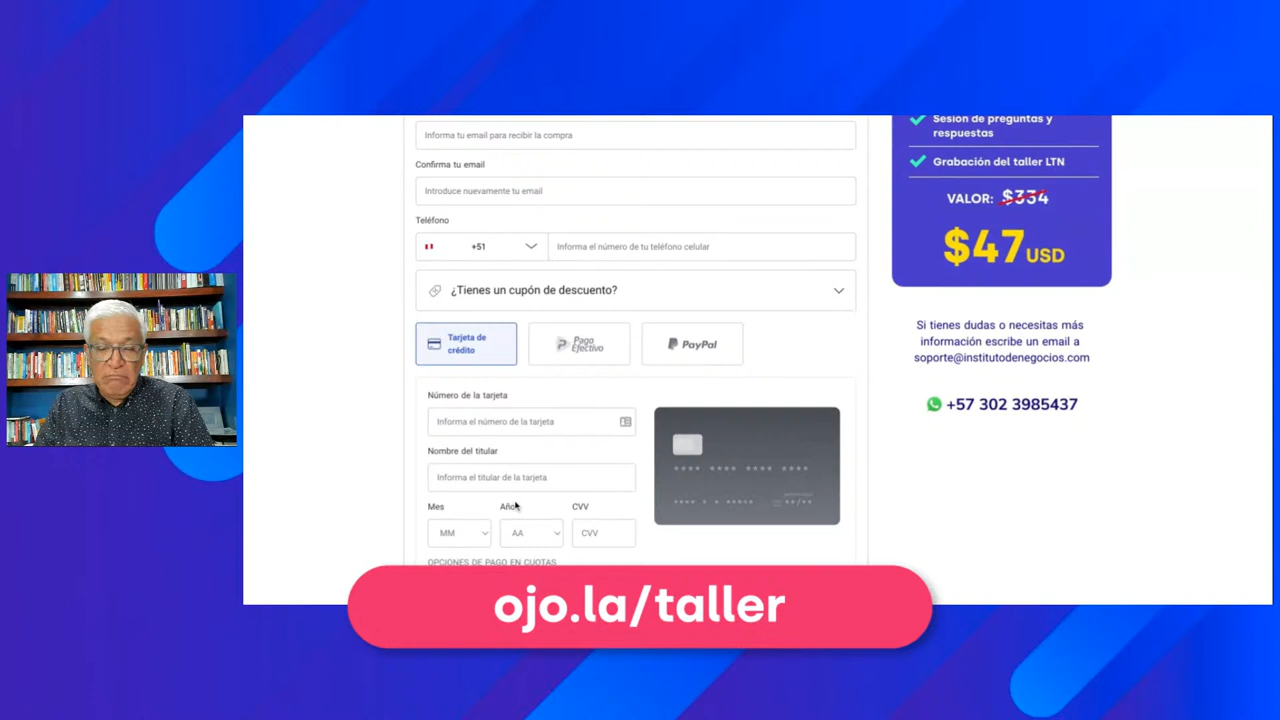 Informa tu email para recibir la compra
Confirma tu email
Introduce nuevamente tu email
Teléfono
+51
Informa el número de tu teléfono celular
¿Tienes un cupón de descuento?
Tarjeta de
crédito
Pago
Efectivo
PayPal
Número de la tarjeta
Informa el número de la tarjeta
Nombre del titular
Informa el titular de la tarjeta
Mes
Año
CVV
MM
AA
CVV
OPCIONES DE PAGO EN CUOTAS
Sesión de preguntas y
respuestas
Grabación del taller LTN
VALOR: $334
$47 USD
Si tienes dudas o necesitas más
información escribe un email a
soporte@institutodenegocios.com
+57 302 3985437
ojo.la/taller